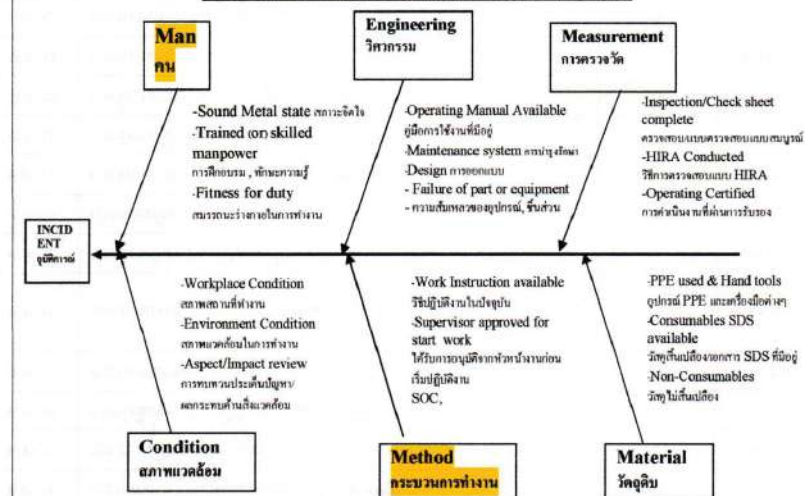 Man
คน
Engineering
วิศวกรรม
Measurement
การตรวจวัด
-Sound Metal state สภาวะจิตใจ
-Trained (or) skilled
manpower
การฝึกอบรม , ทักษะความรู้
-Fitness for duty
สมรรถนะร่างกายในการทำงาน
-Operating Manual Available
คู่มือการใช้งานที่มีอยู่
-Maintenance system การบำรุงรักษา
-Design การออกแบบ
- Failure of part or equipment
- ความล้มเหลวของอุปกรณ์, ชิ้นส่วน
-Inspection/Check sheet
complete
ตรวจสอบ/แบบตรวจสอบแบบสมบูรณ์
-HIRA Conducted
วิธีการตรวจสอบแบบ HIRA
-Operating Certified
การดำเนินงานที่ผ่านการรับรอง
INCID
ENT
อุบัติการณ์
-Workplace Condition
สภาพสถานที่ทำงาน
-Environment Condition
สภาพแวดล้อมในการทำงาน
-Aspect/Impact review
การทบทวนประเด็นปัญหา/
ผลกระทบด้านสิ่งแวดล้อม
-Work Instruction available
วิธีปฏิบัติงานในปัจจุบัน
-Supervisor approved for
start work
ได้รับการอนุมัติจากหัวหน้างานก่อน
เริ่มปฏิบัติงาน
SOC,
-PPE used & Hand tools
อุปกรณ์ PPE และเครื่องมือต่างๆ
-Consumables SDS
available
วัสดุสิ้นเปลือง/เอกสาร SDS ที่มีอยู่
-Non-Consumables
วัสดุไม่สิ้นเปลือง
Condition
สภาพแวดล้อม
Method
กระบวนการทำงาน
Material
วัตถุดิบ